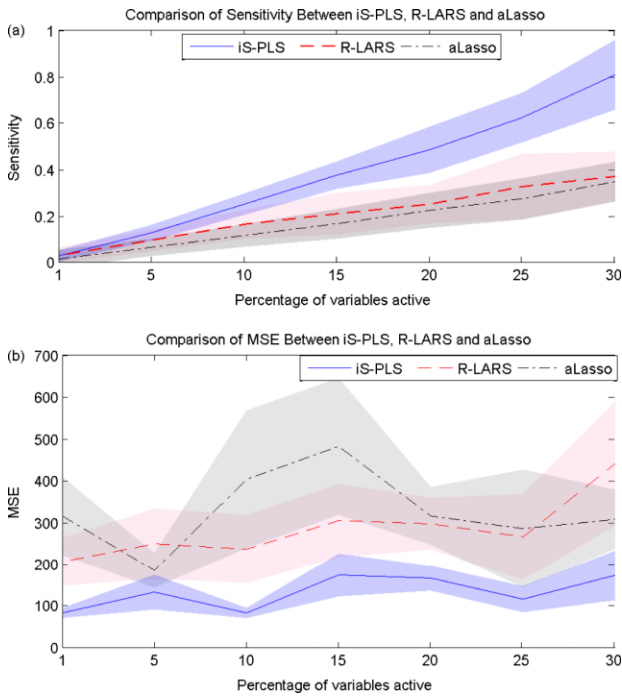 Comparison of Sensitivity Between iS-PLS, R-LARS and aLasso
(a)
iS-PLS R-LARS aLasso
1
0.8
0.6
0.4
0.2
0
Sensitivity
1 5 10 15 20 25 30
Percentage of variables active
Comparison of MSE Between iS-PLS, R-LARS and aLasso
(b)
iS-PLS R-LARS aLasso
700
600
500
400
300
200
100
0
MSE
1 5 10 15 20 25 30
Percentage of variables active